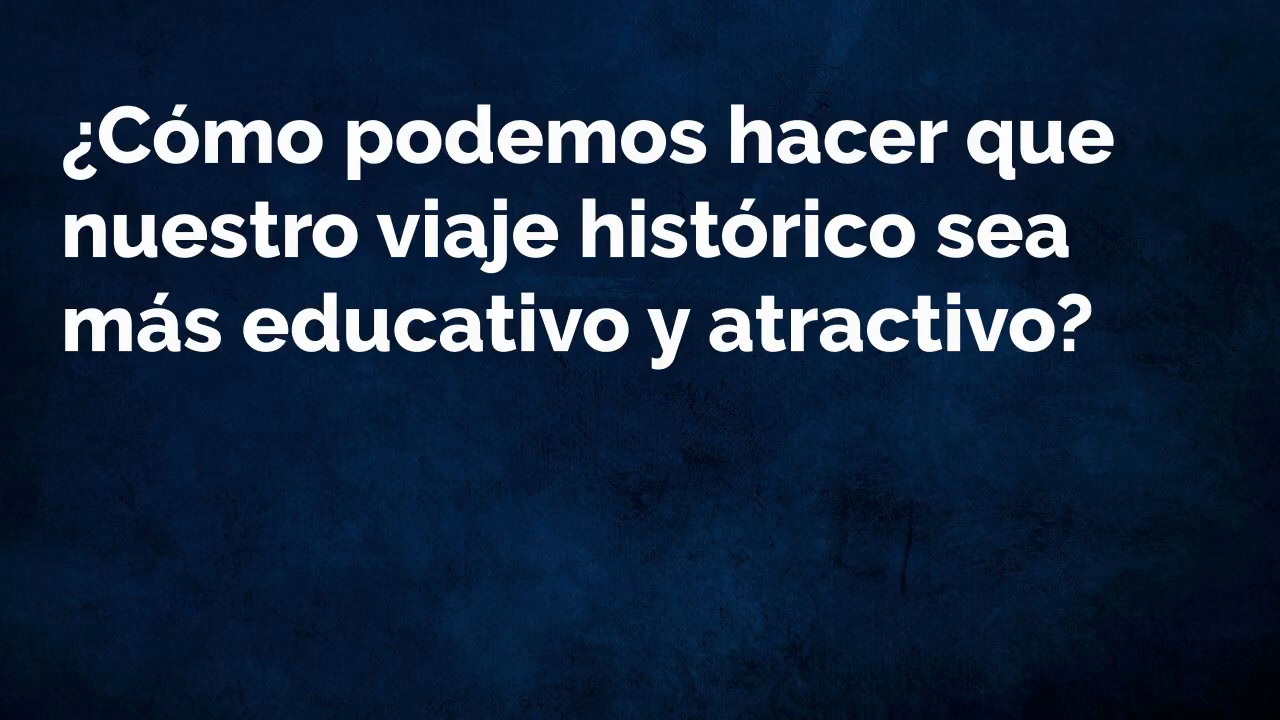 ¿Cómo podemos hacer que
nuestro viaje histórico sea
más educativo y atractivo?